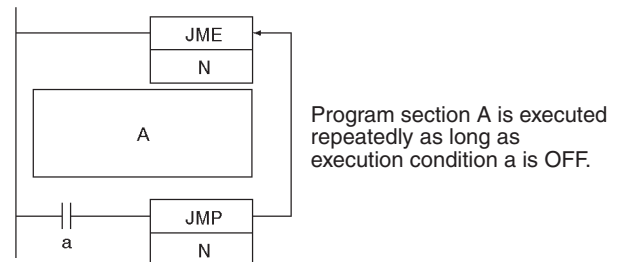 JME
N
A
Program section A is executed
repeatedly as long as
execution condition a is OFF.
JMP
a
N